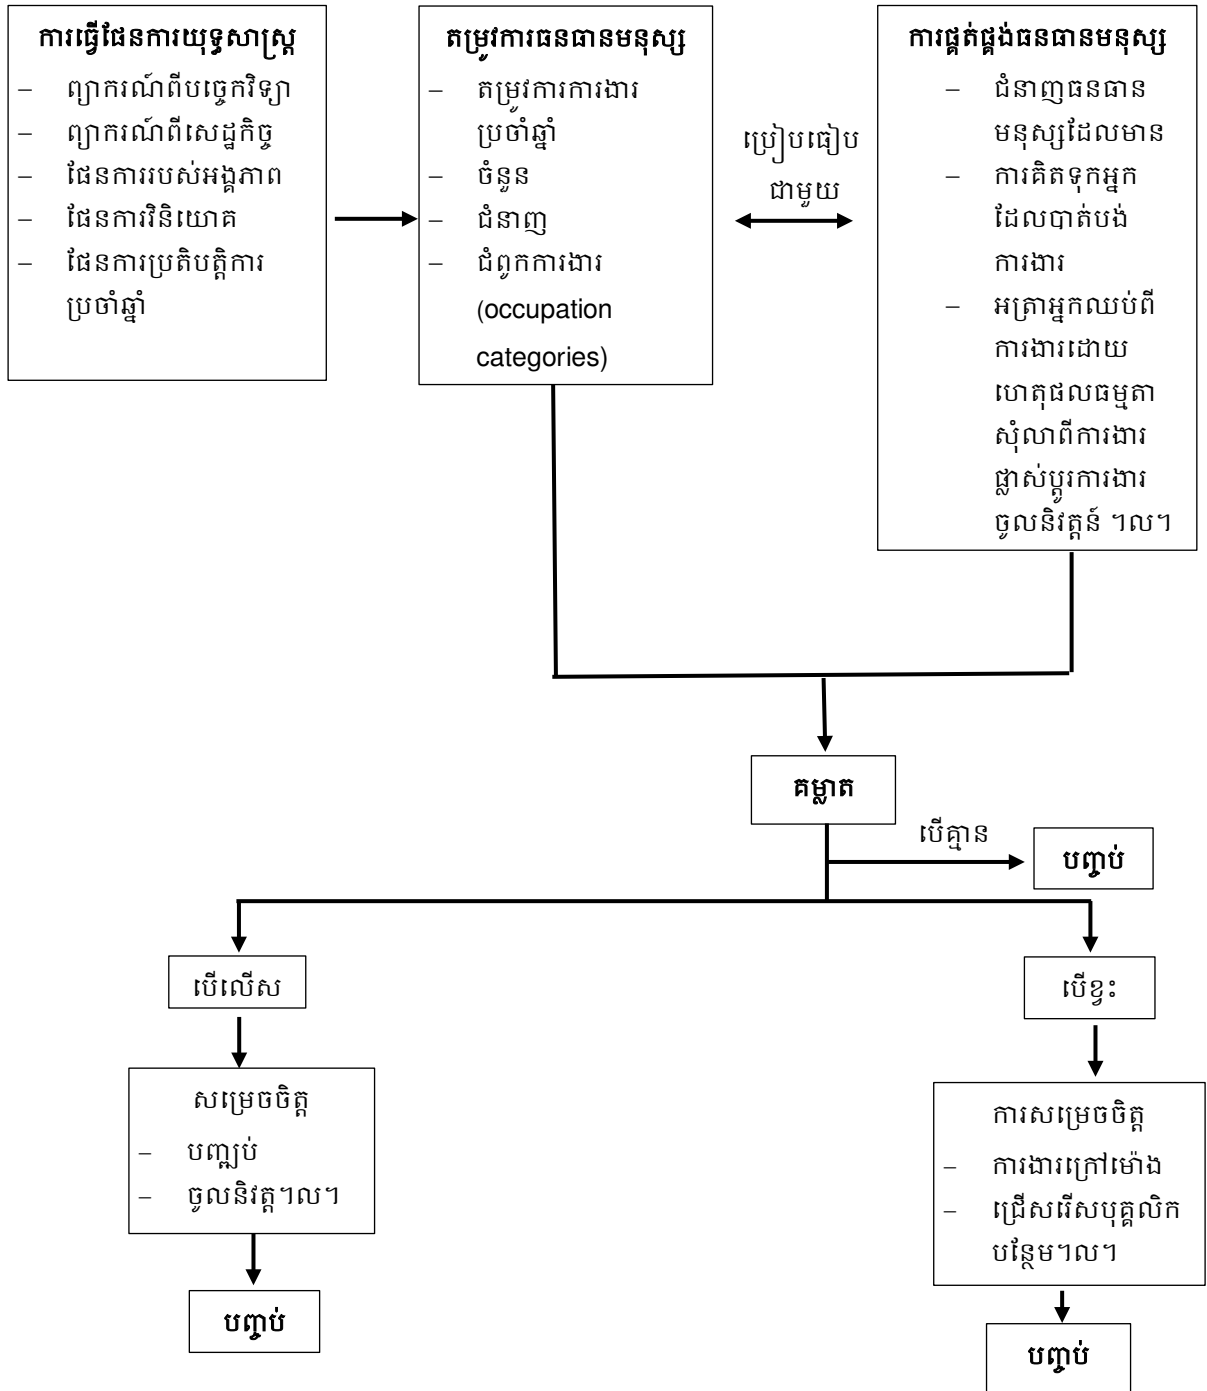 ការធ្វើផែនការយុទ្ធសាស្ត្រ
– ព្យាករណ៍ពីបច្ចេកវិទ្យា
– ព្យាករណ៍ពីសេដ្ឋកិច្ច
– ផែនការរបស់អង្គភាព
– ផែនការវិនិយោគ
– ផែនការប្រតិបត្តិការ
ប្រចាំឆ្នាំ
តម្រូវការធនធានមនុស្ស
– តម្រូវការការងារ
ប្រចាំឆ្នាំ
– ចំនួន
– ជំនាញ
– ជំពូកការងារ
(occupation
categories)
ប្រៀបធៀប
ជាមួយ
ការផ្គត់ផ្គង់ធនធានមនុស្ស
– ជំនាញធនធាន
មនុស្សដែលមាន
– ការគិតទុកអ្នក
ដែលបាត់បង់
ការងារ
– អត្រាអ្នកឈប់ពី
ការងារដោយ
ហេតុផលធម្មតា
សុំលាពីការងារ
ផ្លាស់ប្តូរការងារ
ចូលនិវត្តន៍ ។ល។
គម្លាត
បើគ្មាន
បញ្ចប់
បើលើស
បើខ្វះ
សម្រេចចិត្ត
– បញ្ឈប់
– ចូលនិវត្ត។ល។
បញ្ចប់
ការសម្រេចចិត្ត
– ការងារក្រៅម៉ោង
– ជ្រើសរើសបុគ្គលិក
បន្ថែម។ល។
បញ្ចប់